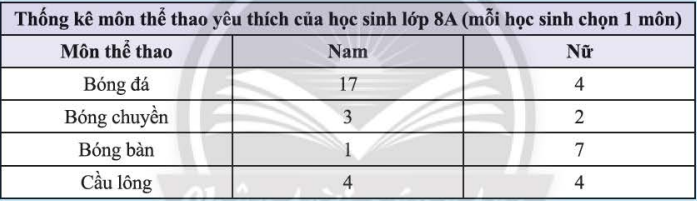 Thống kê môn thể thao yêu thích của học sinh lớp 8A (mỗi học sinh chọn 1 môn)
Môn thể thao Nam Nữ
Bóng đá 17 4
Bóng chuyền 3 2
Bóng bàn 1 7
Cầu lông 4 4